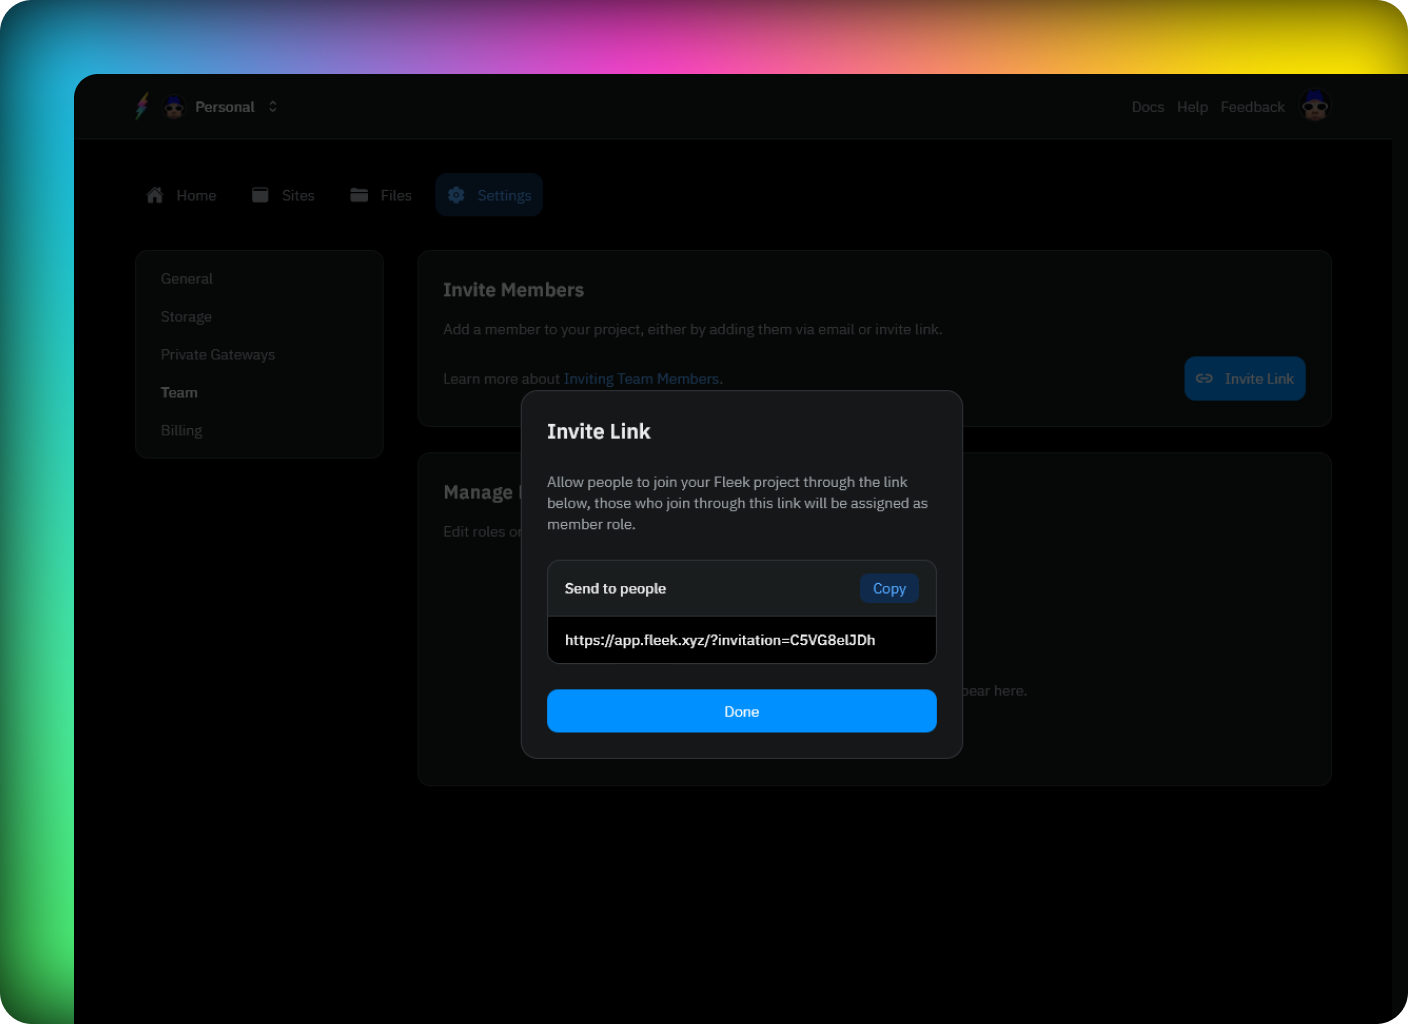 Personal
Docs Help Feedback
Home Sites Files Settings
General
Storage
Private Gateways
Team
Billing
Invite Members
Add a member to your project, either by adding them via email or invite link.
Learn more about Inviting Team Members.
Invite Link
Manage
Edit roles
Invite Link
Allow people to join your Fleek project through the link
below, those who join through this link will be assigned as
member role.
Send to people
Copy
https://app.fleek.xyz/?invitation=C5VG8elJDh
Done
here.